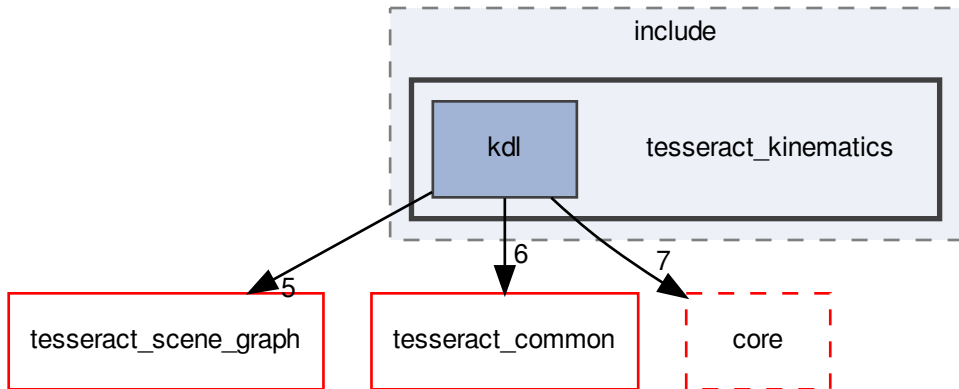 include
kdl
tesseract_kinematics
5
6
7
tesseract_scene_graph
tesseract_common
core